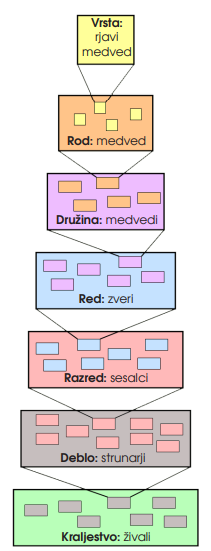 Vrsta:
rjavi
medved
Rod: medved
Družina: medvedi
Red: zveri
Razred: sesalci
Deblo: strunarji
Kraljestvo: živali